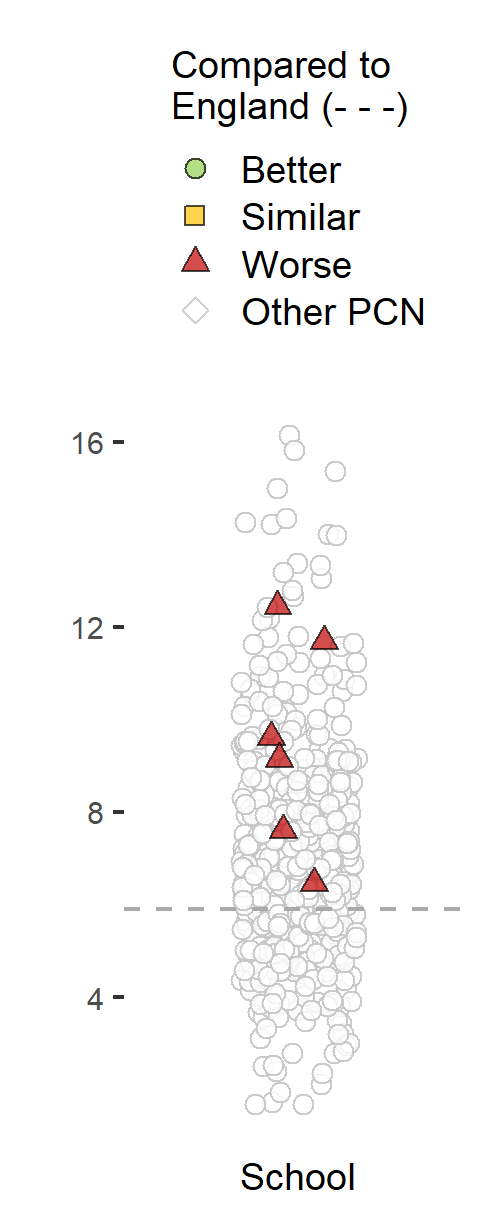 Compared to
England (- - -)
Better
Similar
Worse
Other PCN
16
12
8
4
School